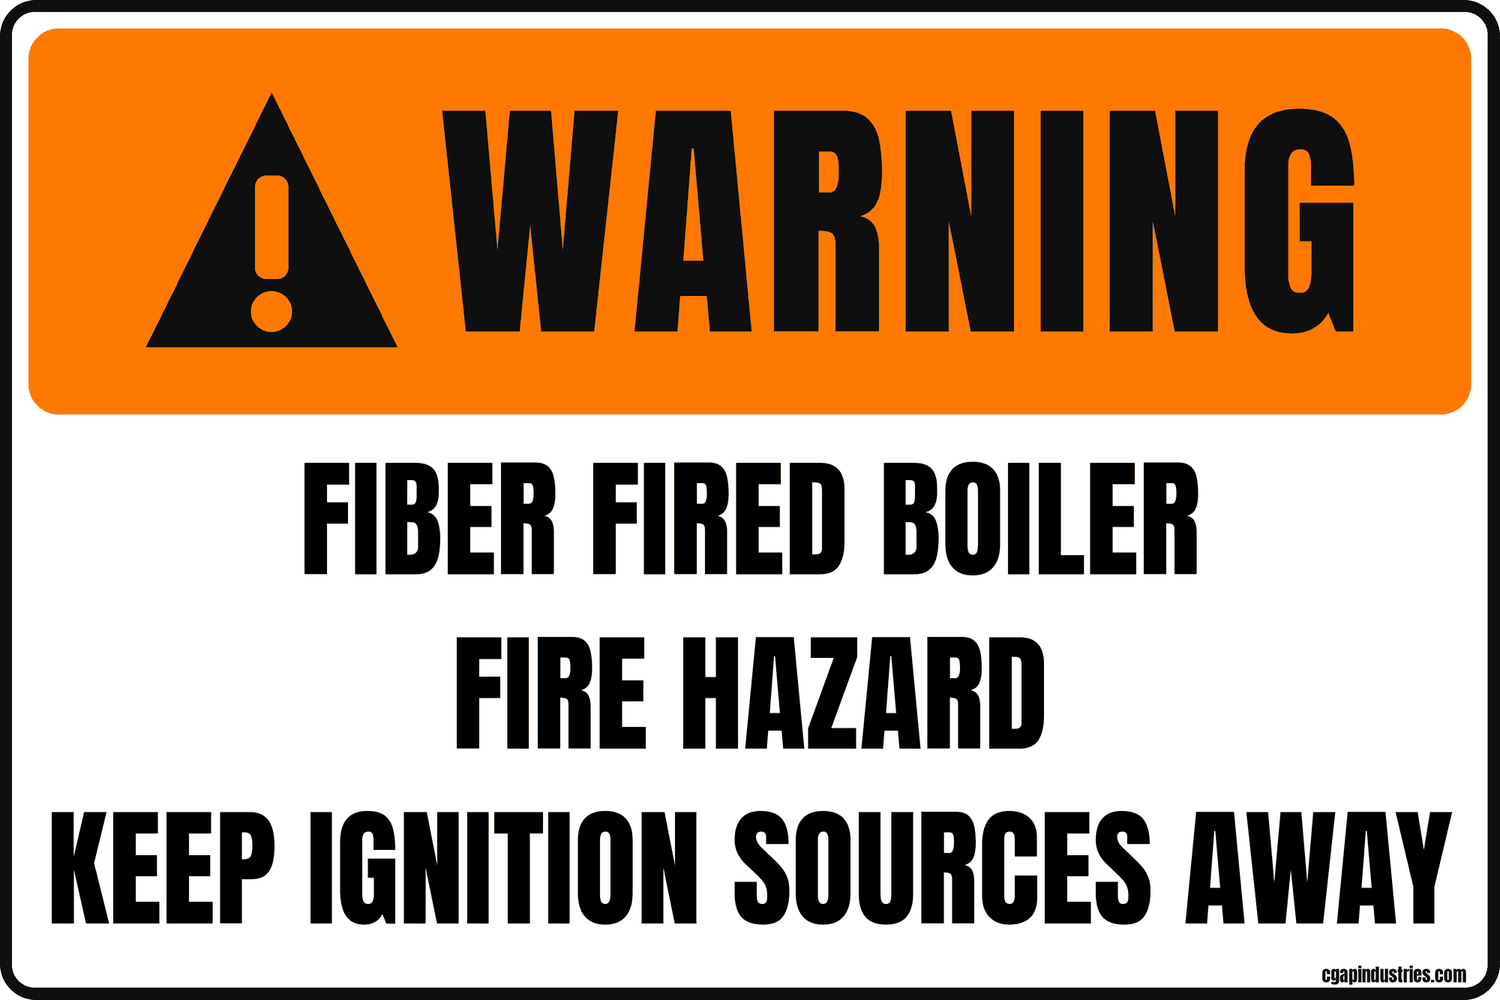 WARNING
FIBER FIRED BOILER
FIRE HAZARD
KEEP IGNITION SOURCES AWAY
cgapindustries.com